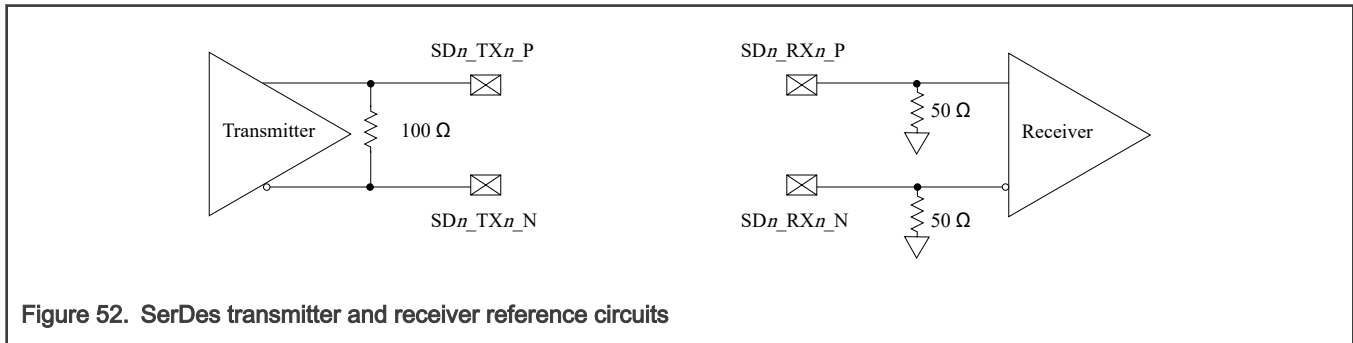 SDn_TXn_P
Transmitter
100 Ω
SDn_TXn_N
SDn_RXn_P
50 Ω
Receiver
SDn_RXn_N
50 Ω
Figure 52. SerDes transmitter and receiver reference circuits